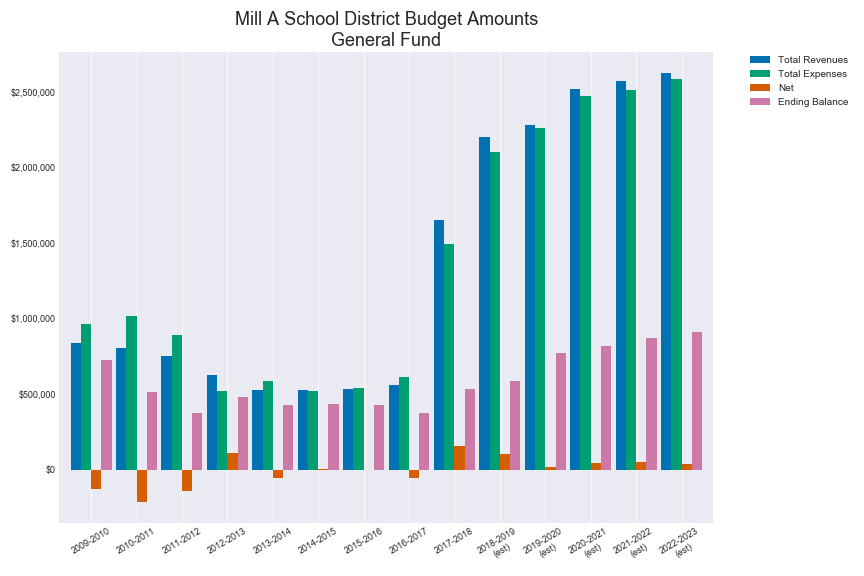 Mill A School District Budget Amounts
General Fund
Total Revenues
Total Expenses
Net
Ending Balance
$2,500,000
$2,000,000
$1,500,000
$1,000,000
$500,000
$0
2009-2010
2010-2011
2011-2012
2012-2013
2013-2014
2014-2015
2015-2016
2016-2017
2017-2018
2018-2019
(est)
2019-2020
(est)
2020-2021
(est)
2021-2022
(est)
2022-2023
(est)